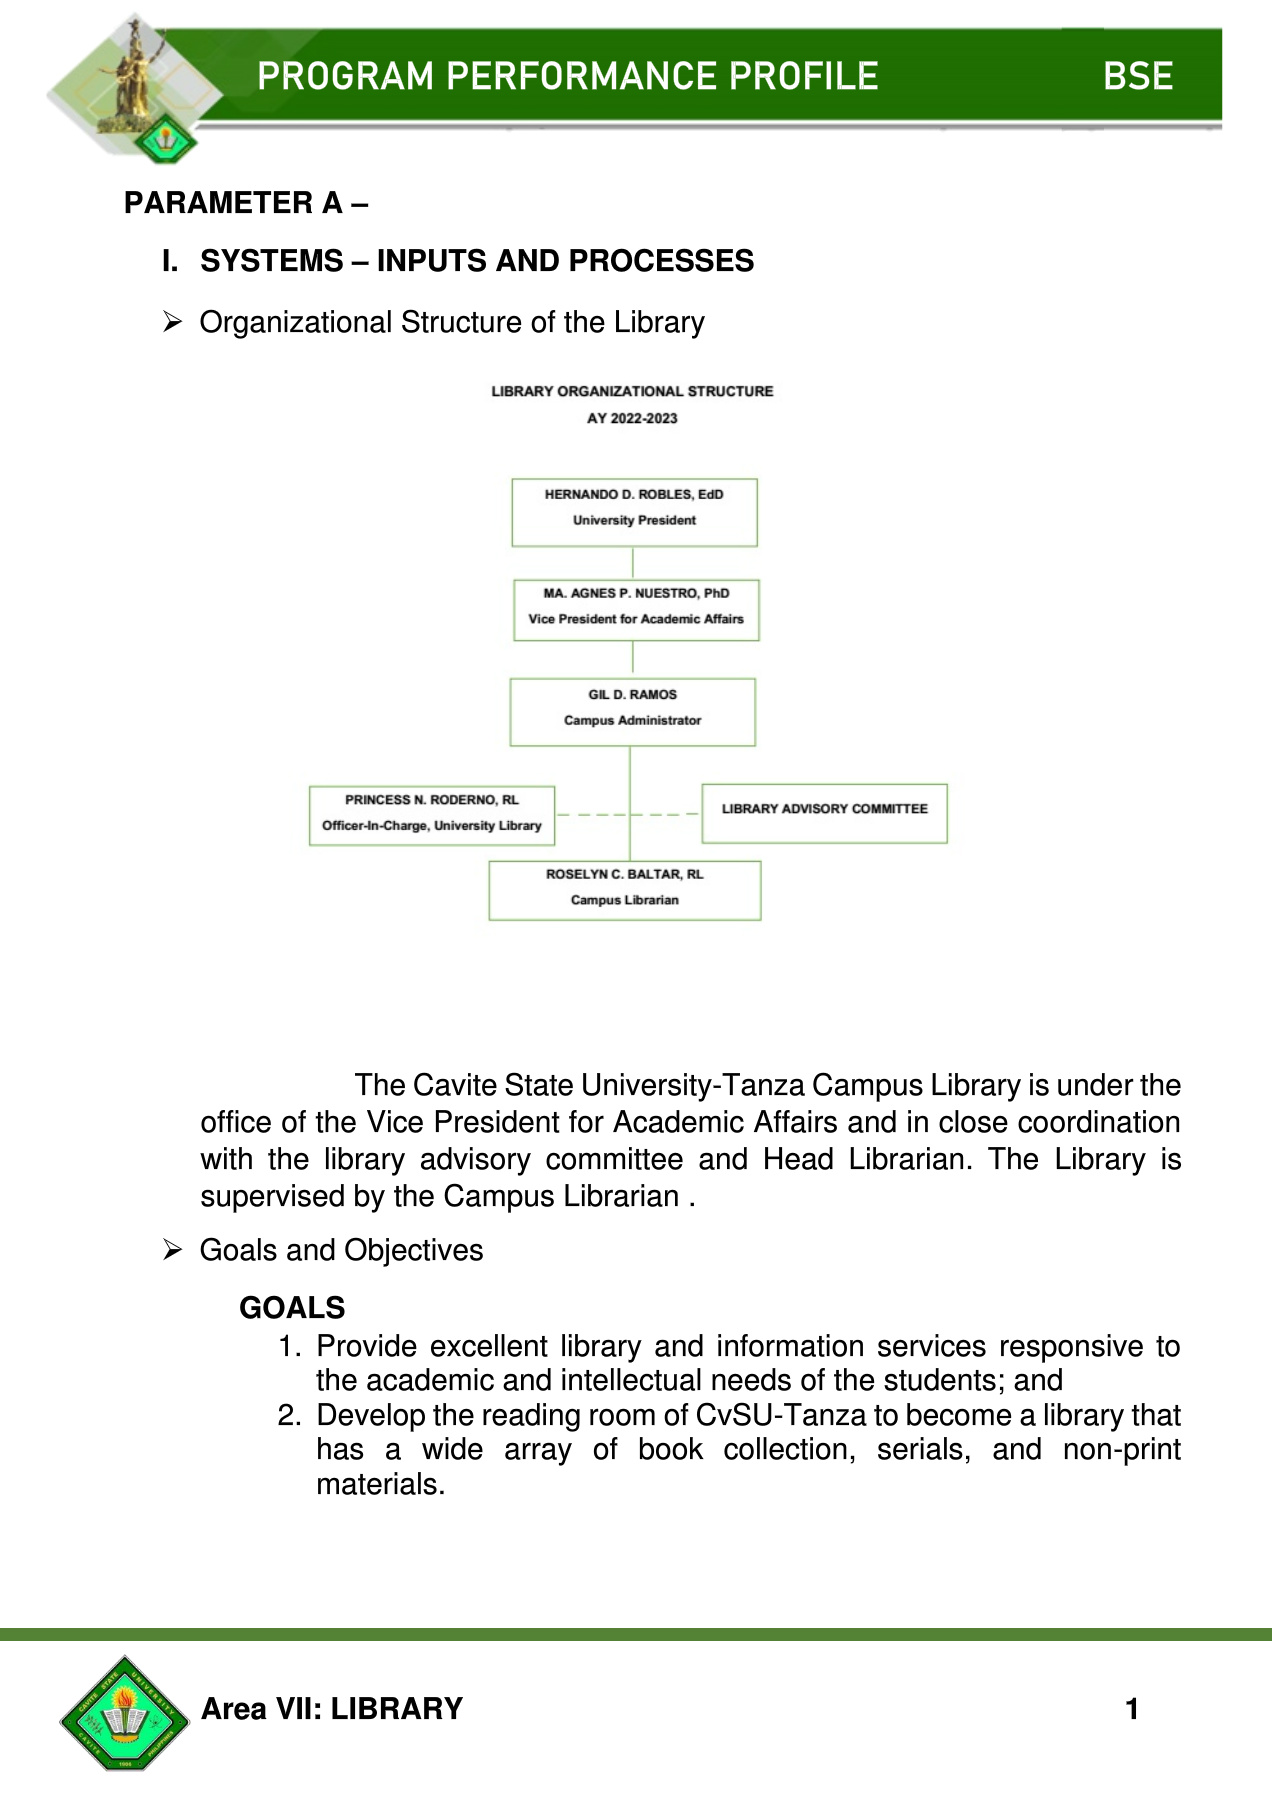 PROGRAM PERFORMANCE PROFILE BSE
PARAMETER A –
I. SYSTEMS – INPUTS AND PROCESSES
➢ Organizational Structure of the Library
LIBRARY ORGANIZATIONAL STRUCTURE
AY 2022-2023
HERNANDO D. ROBLES, EdD
University President
MA. AGNES P. NUESTRO, PhD
Vice President for Academic Affairs
GIL D. RAMOS
Campus Administrator
PRINCESS N. RODERNO, RL
Officer-In-Charge, University Library
LIBRARY ADVISORY COMMITTEE
ROSELYN C. BALTAR, RL
Campus Librarian
The Cavite State University-Tanza Campus Library is under the
office of the Vice President for Academic Affairs and in close coordination
with the library advisory committee and Head Librarian. The Library is
supervised by the Campus Librarian .
➢ Goals and Objectives
GOALS
1. Provide excellent library and information services responsive to
the academic and intellectual needs of the students; and
2. Develop the reading room of CvSU-Tanza to become a library that
has a wide array of book collection, serials, and non-print
materials.
CAVITE STATE UNIVERSITY
CAVITE 1906 PHILIPPINES
Area VII: LIBRARY 1